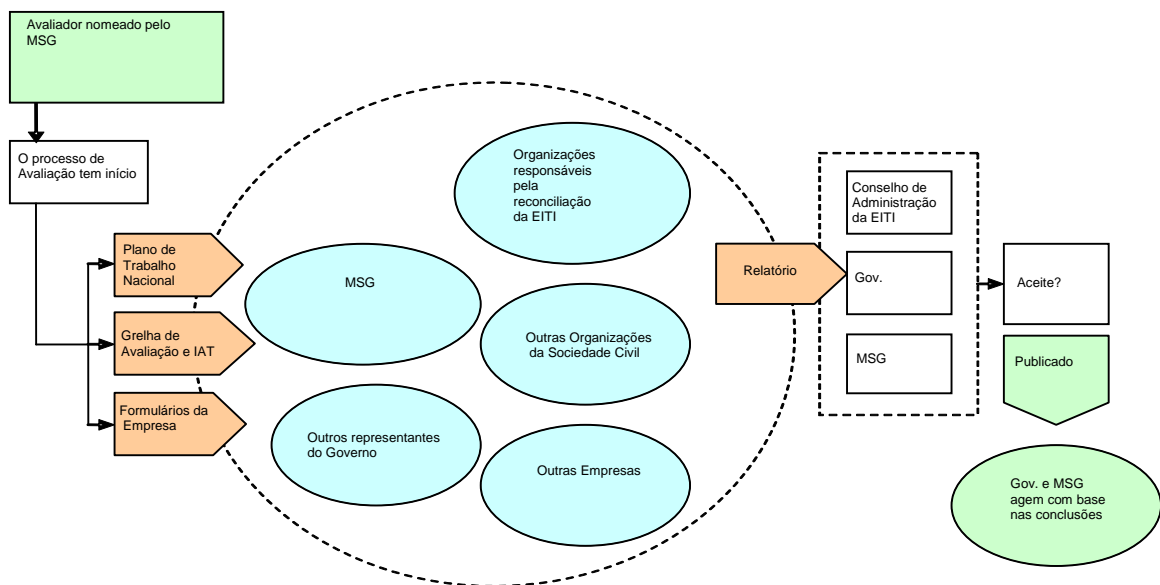 Avaliador nomeado pelo
MSG
O processo de
Avaliação tem início
Plano de
Trabalho
Nacional
Grelha de
Avaliação e IAT
Formulários da
Empresa
Organizações
responsáveis
pela
reconciliação
da EITI
MSG
Outras Organizações
da Sociedade Civil
Outros representantes
do Governo
Outras Empresas
Relatório
Conselho de
Administração
da EITI
Gov.
MSG
Aceite?
Publicado
Gov. e MSG
agem com base
nas conclusões